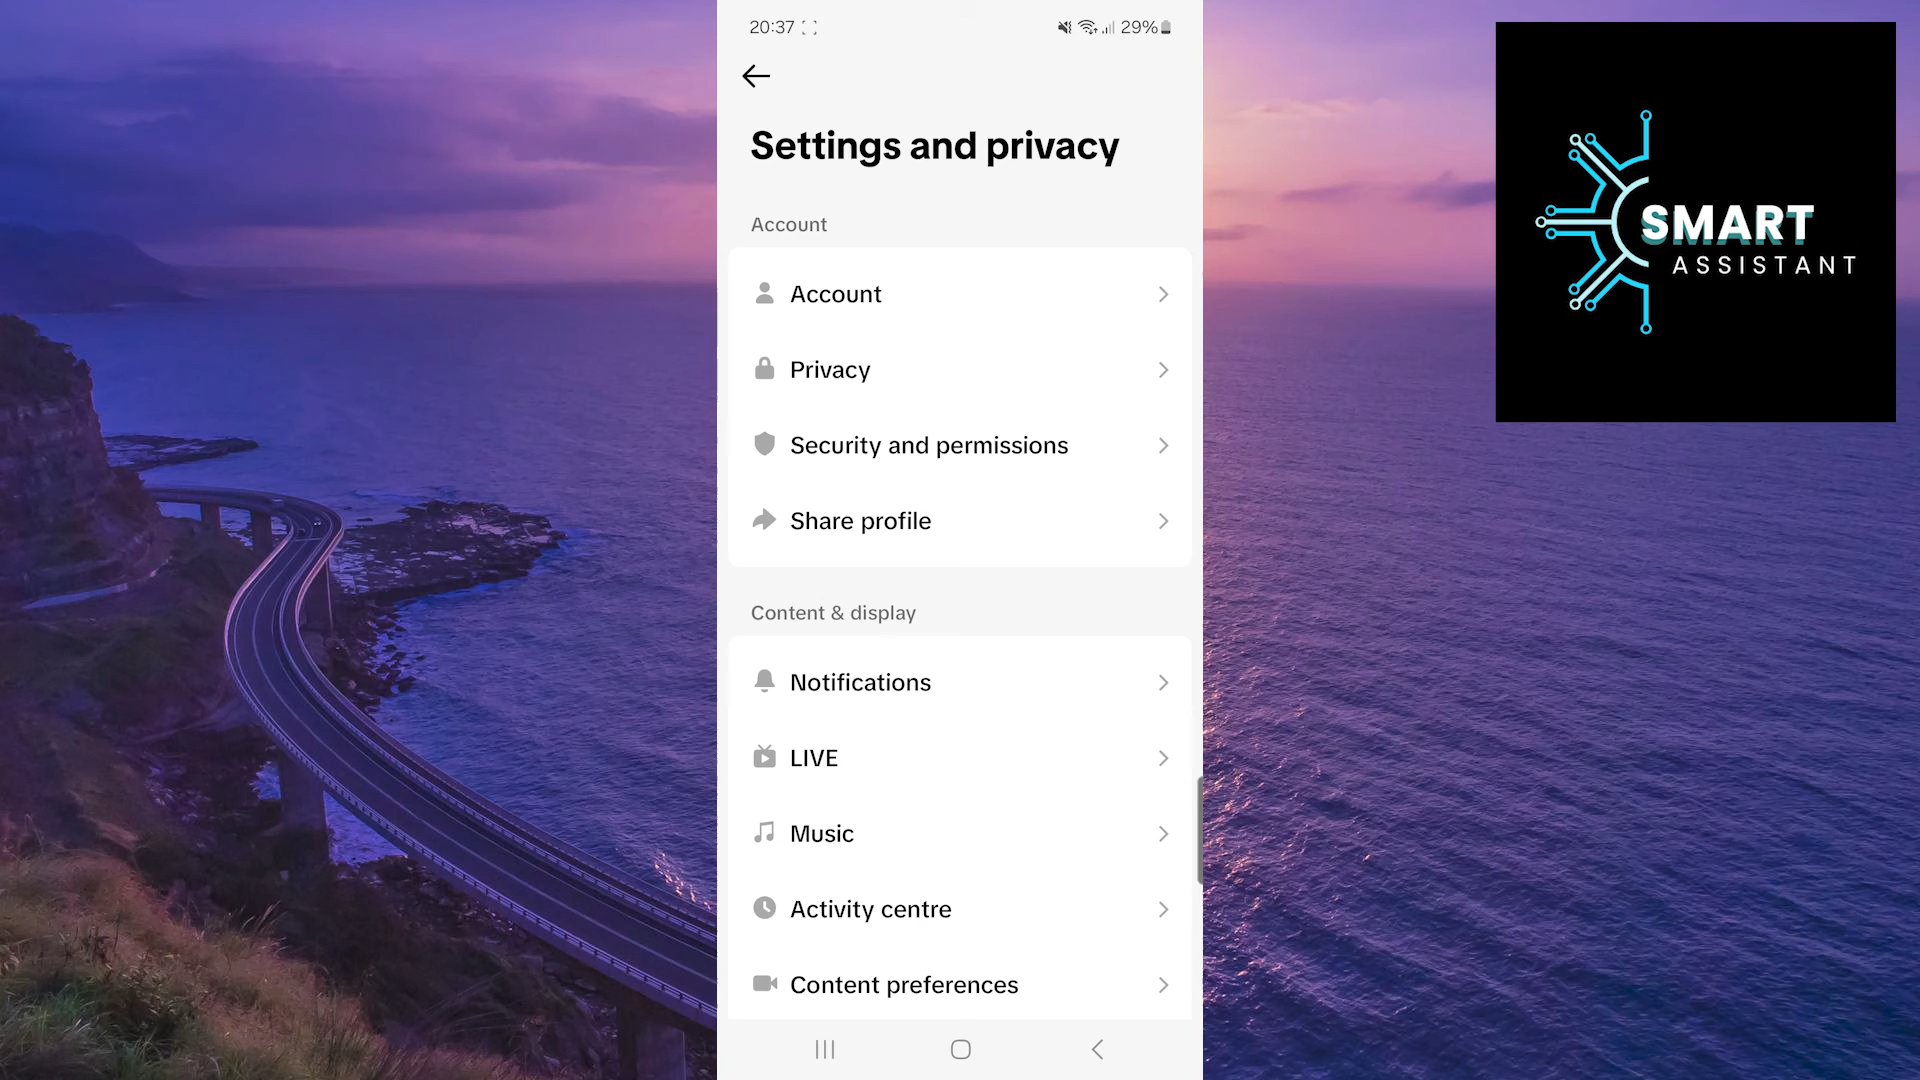 20:37
29%
Settings and privacy
Account
Account
Privacy
Security and permissions
Share profile
Content & display
Notifications
LIVE
Music
Activity centre
Content preferences
SMART
ASSISTANT